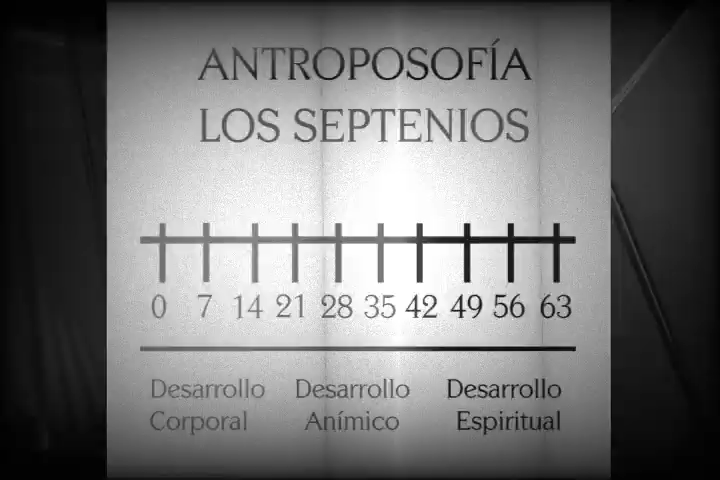 ANTROPOSOFÍA
LOS SEPTENIOS
0 7 14 21 28 35 42 49 56 63
Desarrollo Desarrollo Desarrollo
Corporal Anímico Espiritual